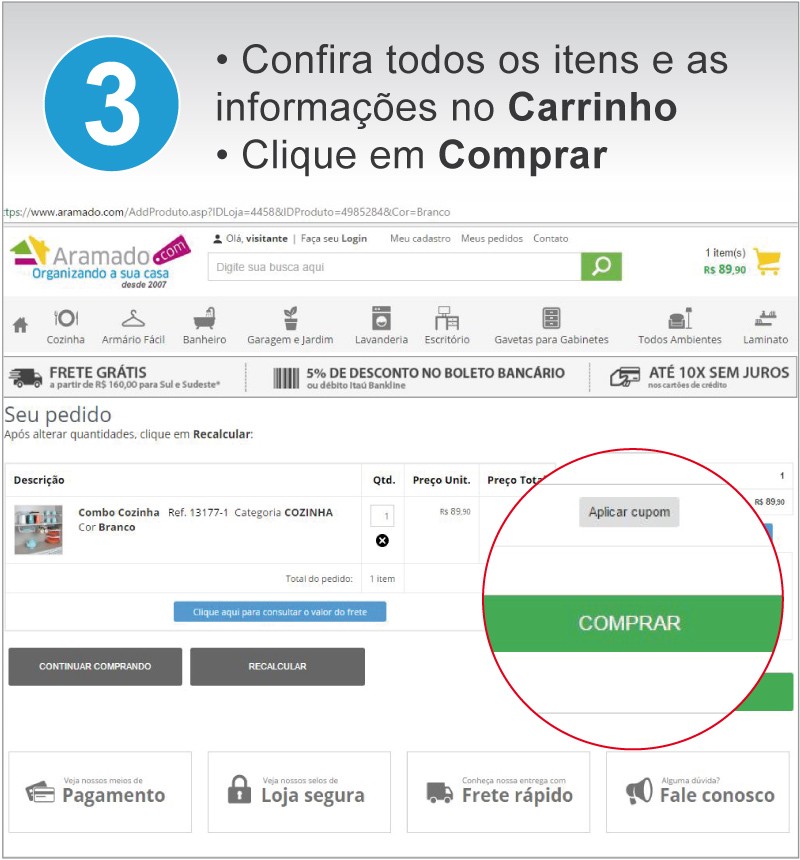 3
• Confira todos os itens e as
informações no Carrinho
• Clique em Comprar
ttps://www.aramado.com/AddProduto.asp?IDLoja=4458&IDProduto=4985284&Cor=Branco
Olá, visitante | Faça seu Login Meu cadastro Meus pedidos Contato
Aramado.com
Organizando a sua casa
desde 2007
Digite sua busca aqui
1 item(s)
R$ 89,90
Cozinha Armário Fácil Banheiro Garagem e Jardim Lavanderia Escritório Gavetas para Gabinetes Todos Ambientes Laminato
FRETE GRÁTIS
a partir de R$ 160,00 para Sul e Sudeste*
5% DE DESCONTO NO BOLETO BANCÁRIO
ou débito Itaú Bankline
ATÉ 10X SEM JUROS
nos cartões de crédito
Seu pedido
Após alterar quantidades, clique em Recalcular:
Descrição Qtd. Preço Unit. Preço Tota 1
Combo Cozinha Ref. 13177-1 Categoria COZINHA 1 R$ 89,90 R$ 89,90
Cor Branco
Aplicar cupom
Total do pedido: 1 item
Clique aqui para consultar o valor do frete
COMPRAR
CONTINUAR COMPRANDO RECALCULAR
Veja nossos meios de
Pagamento
Veja nossos selos de
Loja segura
Conheça nossa entrega com
Frete rápido
Alguma dúvida?
Fale conosco